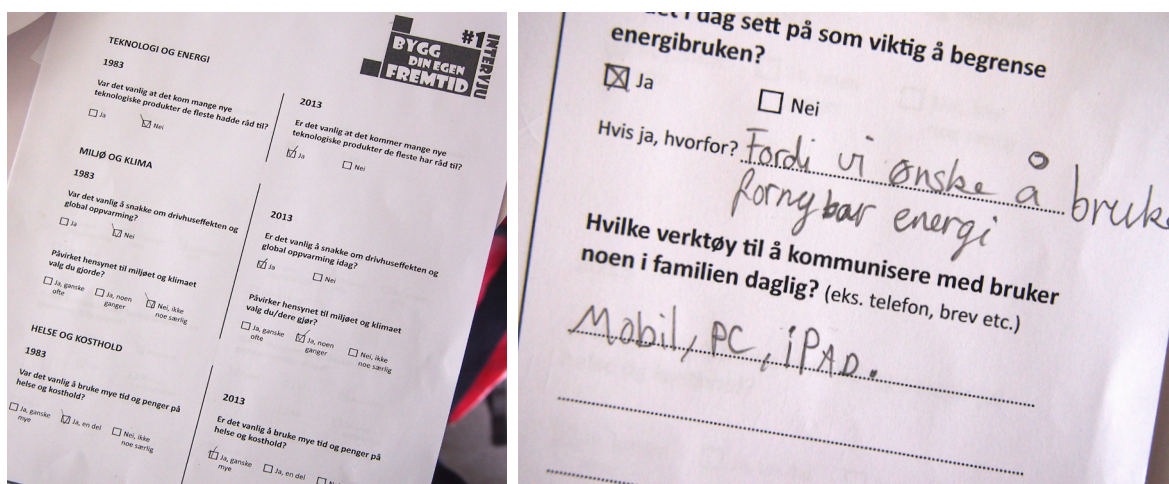 #1
INTERVJU
BYGG
DIN EGEN
FREMTID
TEKNOLOGI OG ENERGI
1983
Var det vanlig at det kom mange nye
teknologiske produkter de fleste hadde råd til?
Ja
Nei
2013
Er det vanlig at det kommer mange nye
teknologiske produkter de fleste har råd til?
Ja
Nei
MILJØ OG KLIMA
1983
Var det vanlig å snakke om drivhuseffekten og
global oppvarming?
Ja
Nei
2013
Er det vanlig å snakke om drivhuseffekten og
global oppvarming idag?
Ja
Nei
Påvirket hensynet til miljøet og klimaet
valg du gjorde?
Ja, ganske
ofte
Ja, noen
ganger
Nei, ikke
noe særlig
Påvirker hensynet til miljøet og klimaet
valg du/dere gjør?
Ja, ganske
ofte
Ja, noen
ganger
Nei, ikke
noe særlig
HELSE OG KOSTHOLD
1983
Var det vanlig å bruke mye tid og penger på
helse og kosthold?
Ja, ganske
mye
Ja, en del
Nei, ikke
noe særlig
2013
Er det vanlig å bruke mye tid og penger på
helse og kosthold?
Ja, ganske
mye
Ja, en del
det i dag sett på som viktig å begrense
energibruken?
Ja
Nei
Hvis ja, hvorfor? Fordi vi ønske å bruke
fornybar energi
Hvilke verktøy til å kommunisere med bruker
noen i familien daglig? (eks. telefon, brev etc.)
Mobil, PC, iPAD.